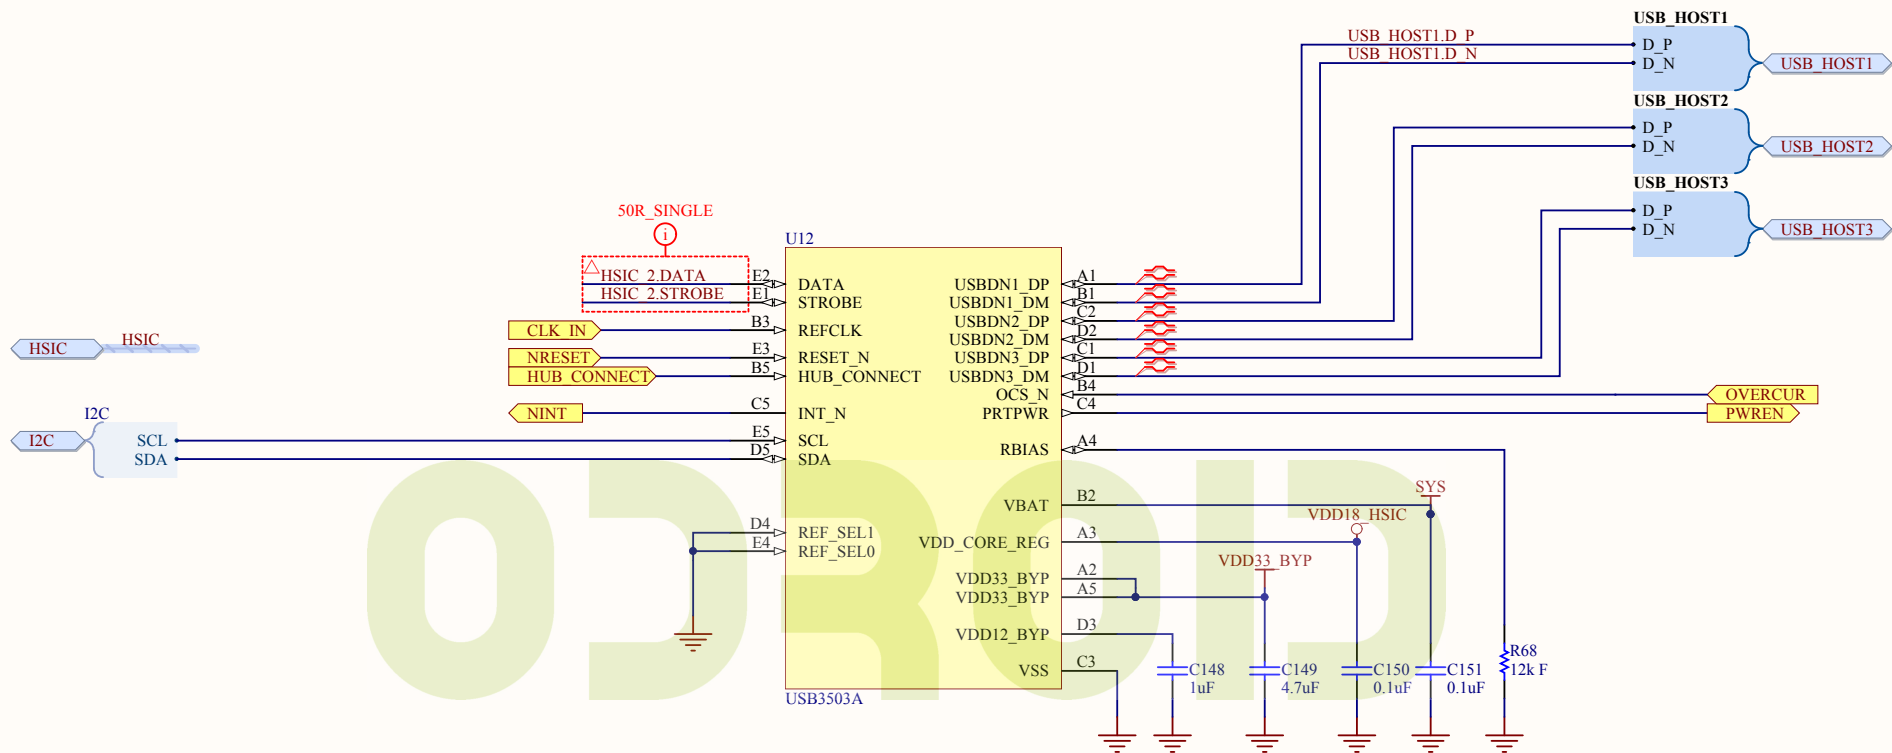 USB_HOST1
USB_HOST1.D_P
D_P
USB_HOST1.D_N
D_N
USB_HOST1
USB_HOST2
D_P
D_N
USB_HOST2
USB_HOST3
D_P
D_N
USB_HOST3
50R_SINGLE
i
U12
HSIC_2.DATA
E2
DATA
USBDN1_DP
A1
HSIC_2.STROBE
E1
STROBE
USBDN1_DM
B1
USBDN2_DP
C2
CLK_IN
B3
REFCLK
USBDN2_DM
D2
HSIC
HSIC
NRESET
E3
RESET_N
USBDN3_DP
C1
HUB_CONNECT
B5
HUB_CONNECT
USBDN3_DM
D1
OCS_N
B4
OVERCUR
NINT
C5
INT_N
PRTPWR
C4
PWREN
I2C
I2C
SCL
E5
SCL
SDA
D5
SDA
RBIAS
A4
VBAT
B2
SYS
VDD18_HSIC
D4
REF_SEL1
E4
REF_SEL0
VDD_CORE_REG
A3
VDD33_BYP
VDD33_BYP
A2
VDD33_BYP
A5
VDD12_BYP
D3
VSS
C3
C148
1uF
C149
4.7uF
C150
0.1uF
C151
0.1uF
R68
12k F
USB3503A
ODROID